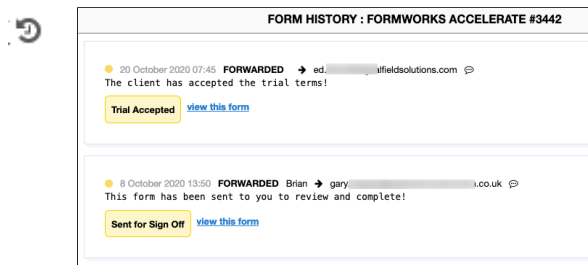 FORM HISTORY : FORMWORKS ACCELERATE #3442
20 October 2020 07:45 FORWARDED → ed. alfieldsolutions.com
The client has accepted the trial terms!
Trial Accepted view this form
8 October 2020 13:50 FORWARDED Brian → gary .co.uk
This form has been sent to you to review and complete!
Sent for Sign Off view this form